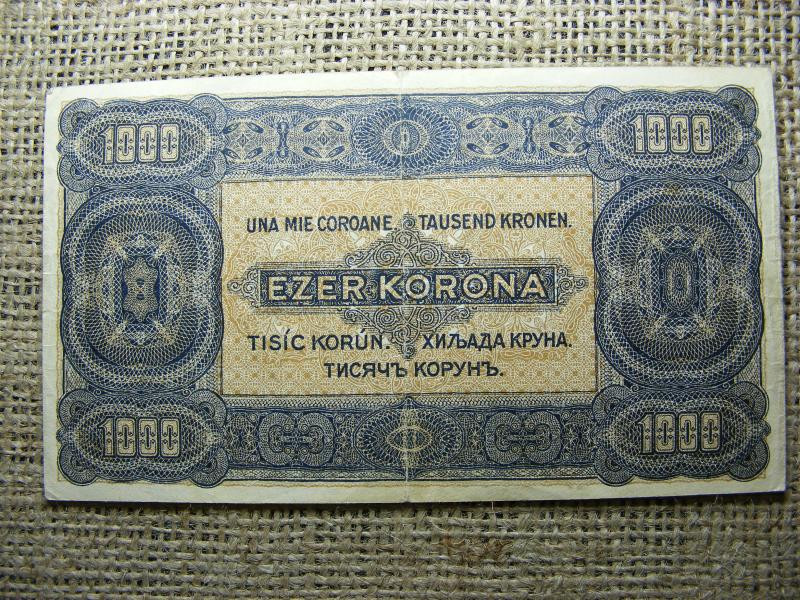 1000 1000
UNA MIE COROANE. TAUSEND KRONEN.
EZER KORONA
TISÍC KORÚN. ХИЉАДА КРУНА.
ТИСЯЧЪ КОРУНЪ.
1000 1000